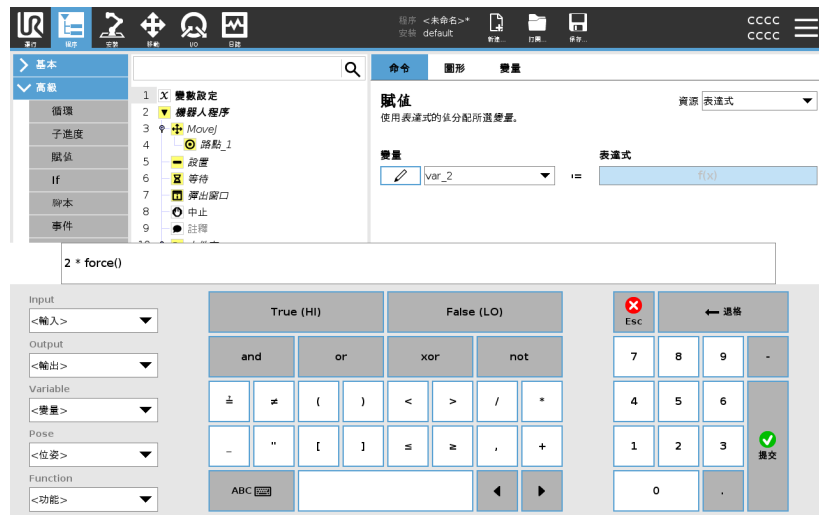 UR
運行
程序
安裝
移動
I/O
日誌
程序 <未命名>*
安裝 default
新建...
打開...
保存...
CCCC
CCCC
基本
高級
循環
子進度
賦值
If
腳本
事件
1 X 變數設定
2 機器人程序
3 MoveJ
4 路點_1
5 設置
6 等待
7 彈出窗口
8 中止
9 註釋
命令 圖形 變量
賦值
資源 表達式
使用表達式的值分配所選變量。
變量 表達式
var_2 := f(x)
2 * force()
Input
<輸入>
Output
<輸出>
Variable
<變量>
Pose
<位姿>
Function
<功能>
True (HI) False (LO)
and or xor not
≟ ≠ ( ) < > / *
_ " [ ] ≤ ≥ , +
ABC
Esc 退格
7 8 9 -
4 5 6
1 2 3 提交
0 .